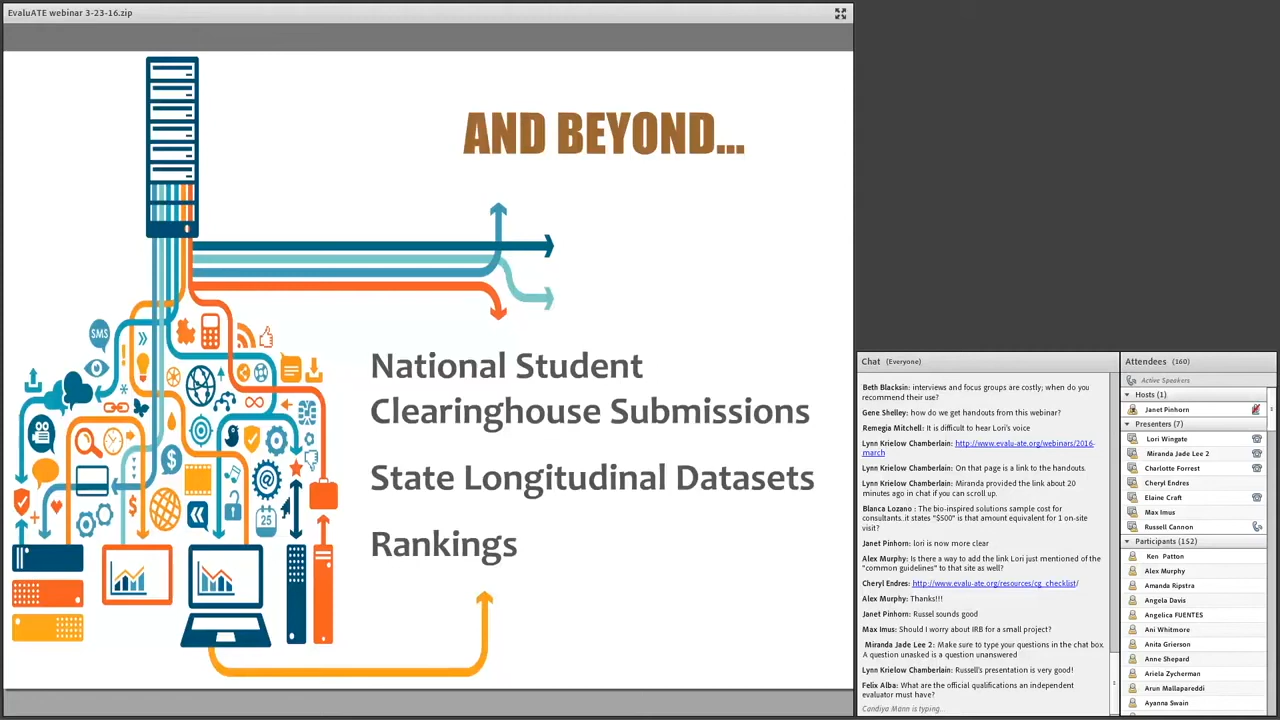 EvaluATE webinar 3-23-16.zip
AND BEYOND...
SMS
25
National Student
Clearinghouse Submissions
State Longitudinal Datasets
Rankings
Chat (Everyone)
Beth Blacksin: interviews and focus groups are costly; when do you
recommend their use?
Gene Shelley: how do we get handouts from this webinar?
Remegia Mitchell: It is difficult to hear Lori's voice
Lynn Krielow Chamberlain: http://www.evalu-ate.org/webinars/2016-
march
Lynn Krielow Chamberlain: On that page is a link to the handouts.
Lynn Krielow Chamberlain: Miranda provided the link about 20
minutes ago in chat if you can scroll up.
Blanca Lozano : The bio-inspired solutions sample cost for
consultants..it states "$500" is that amount equivalent for 1 on-site
visit?
Janet Pinhorn: lori is now more clear
Alex Murphy: Is there a way to add the link Lori just mentioned of the
"common guidelines" to that site as well?
Cheryl Endres: http://www.evalu-ate.org/resources/cg_checklist/
Alex Murphy: Thanks!!!
Janet Pinhorn: Russel sounds good
Max Imus: Should I worry about IRB for a small project?
Miranda Jade Lee 2: Make sure to type your questions in the chat box.
A question unasked is a question unanswered
Lynn Krielow Chamberlain: Russell's presentation is very good!
Felix Alba: What are the official qualifications an independent
evaluator must have?
Candiya Mann is typing..
Attendees (160)
Active Speakers
Hosts (1)
Janet Pinhorn
Presenters (7)
Lori Wingate
Miranda Jade Lee 2
Charlotte Forrest
Cheryl Endres
Elaine Craft
Max Imus
Russell Cannon
Participants (152)
Ken Patton
Alex Murphy
Amanda Ripstra
Angela Davis
Angelica FUENTES
Ani Whitmore
Anita Grierson
Anne Shepard
Ariela Zycherman
Arun Mallapareddi
Ayanna Swain